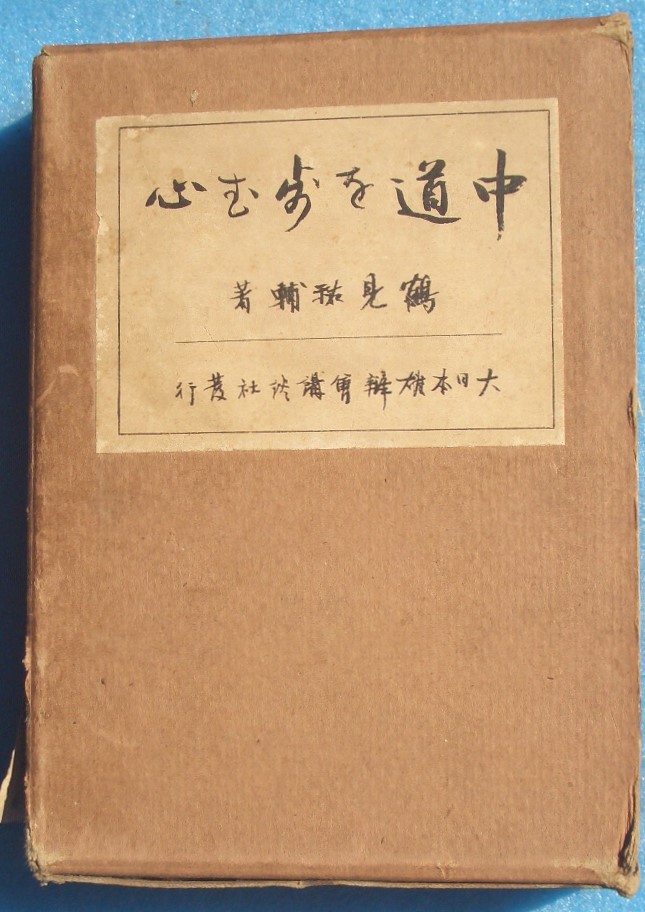 中道を歩む心
鶴見祐輔著
大日本雄辯會講談社發行